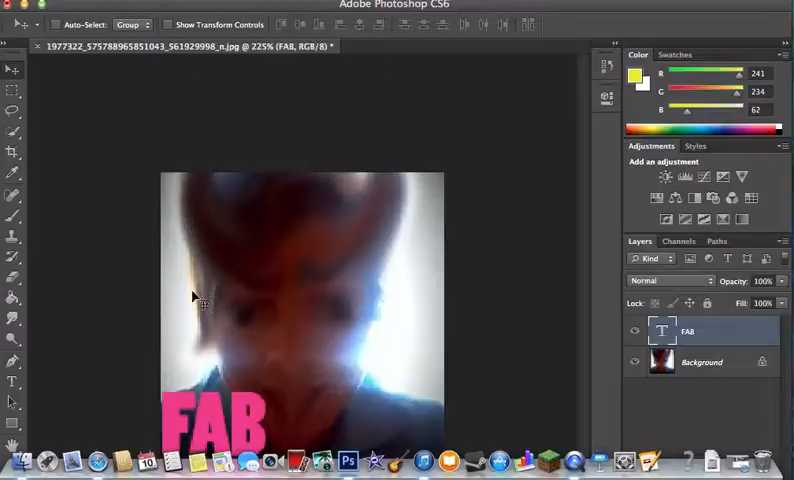 Adobe Photoshop CS6
Auto-Select: Group Show Transform Controls
1977322_575788965851043_561929998_n.jpg @ 225% (FAB, RGB/8) *
Color Swatches
R 241
G 234
B 62
Adjustments Styles
Add an adjustment
Layers Channels Paths
Kind
Normal Opacity: 100%
Lock: Fill: 100%
T FAB
Background
FAB
10
Ps